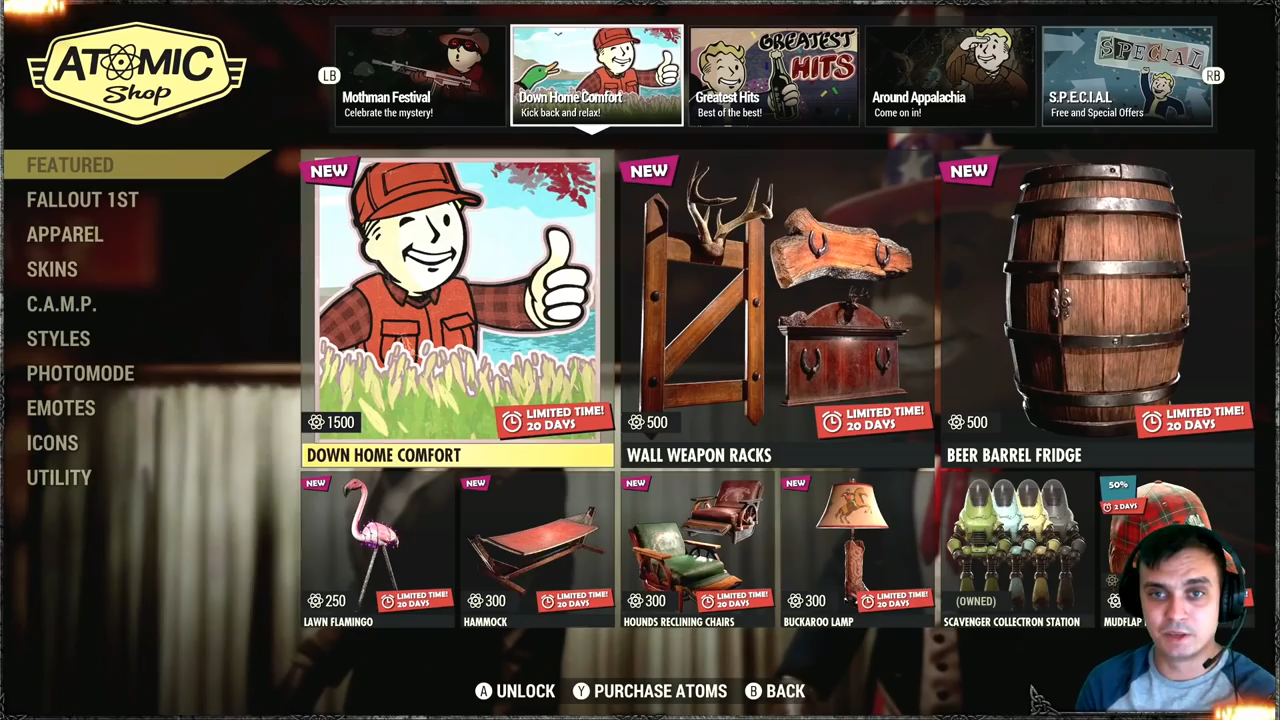 ATOMIC
Shop
LB
Mothman Festival
Celebrate the mystery!
Down Home Comfort
Kick back and relax!
GREATEST
HITS
Greatest Hits
Best of the best!
Around Appalachia
Come on in!
SPECIAL
S.P.E.C.I.A.L
Free and Special Offers
RB
FEATURED
FALLOUT 1ST
APPAREL
SKINS
C.A.M.P.
STYLES
PHOTOMODE
EMOTES
ICONS
UTILITY
NEW
1500
LIMITED TIME!
20 DAYS
DOWN HOME COMFORT
NEW
500
LIMITED TIME!
20 DAYS
WALL WEAPON RACKS
NEW
500
LIMITED TIME!
20 DAYS
BEER BARREL FRIDGE
NEW
250
LIMITED TIME!
20 DAYS
LAWN FLAMINGO
NEW
300
LIMITED TIME!
20 DAYS
HAMMOCK
NEW
300
LIMITED TIME!
20 DAYS
HOUNDS RECLINING CHAIRS
NEW
300
LIMITED TIME!
20 DAYS
BUCKAROO LAMP
(OWNED)
SCAVENGER COLLECTRON STATION
50%
2 DAYS
MUDFLAP
A UNLOCK
Y PURCHASE ATOMS
B BACK